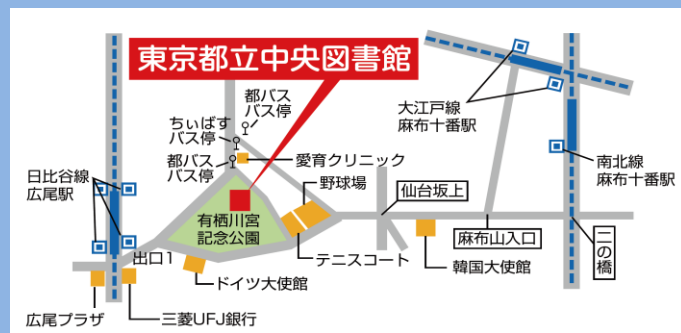 東京都立中央図書館
都バス
バス停
ちぃばす
バス停
都バス
バス停
愛育クリニック
野球場
大江戸線
麻布十番駅
南北線
麻布十番駅
日比谷線
広尾駅
有栖川宮
記念公園
仙台坂上
麻布山入口
二の橋
テニスコート
韓国大使館
出口1
ドイツ大使館
広尾プラザ
三菱UFJ銀行